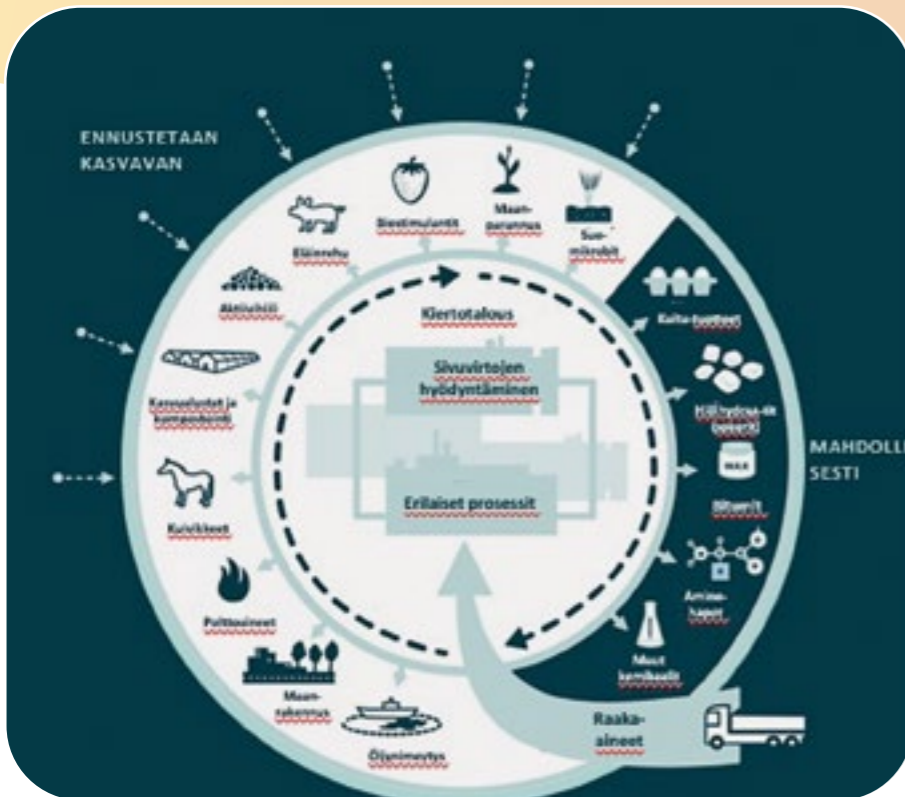 ENNUSTETAAN
KASVAVAN
Biostimulantit
Maan-
parannus
Suo-
mikrobit
Eläinrehu
Aktiivihiili
Kasvualustat ja
kompostointi
Kuivikkeet
Polttoaineet
Maan-
rakennus
Öljynimeytys
Kiertotalous
Sivuvirtojen
hyödyntäminen
Erilaiset prosessit
Kuitu-tuotteet
MAHDOLLI
SESTI
WAX
Amino-
hapot
Muut
kemikaalit
Raaka-
aineet